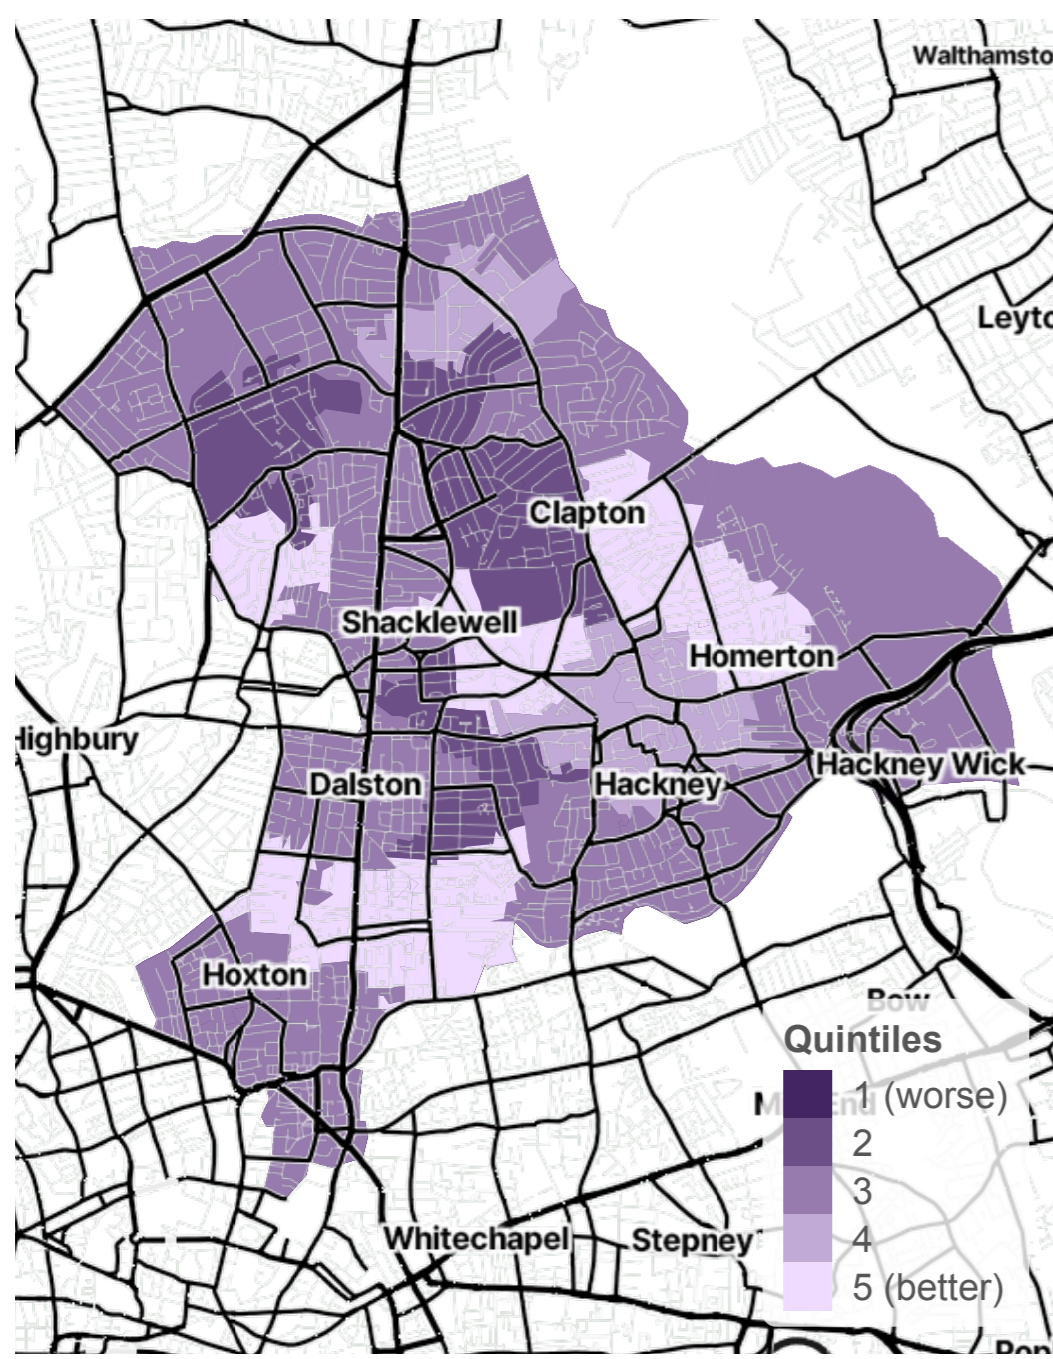 Walthamsto
Leyto
Clapton
Shacklewell
Homerton
Highbury
Hackney Wick
Dalston
Hackney
Hoxton
Bow
Quintiles
1 (worse)
2
3
4
5 (better)
Whitechapel
Stepney
Pop